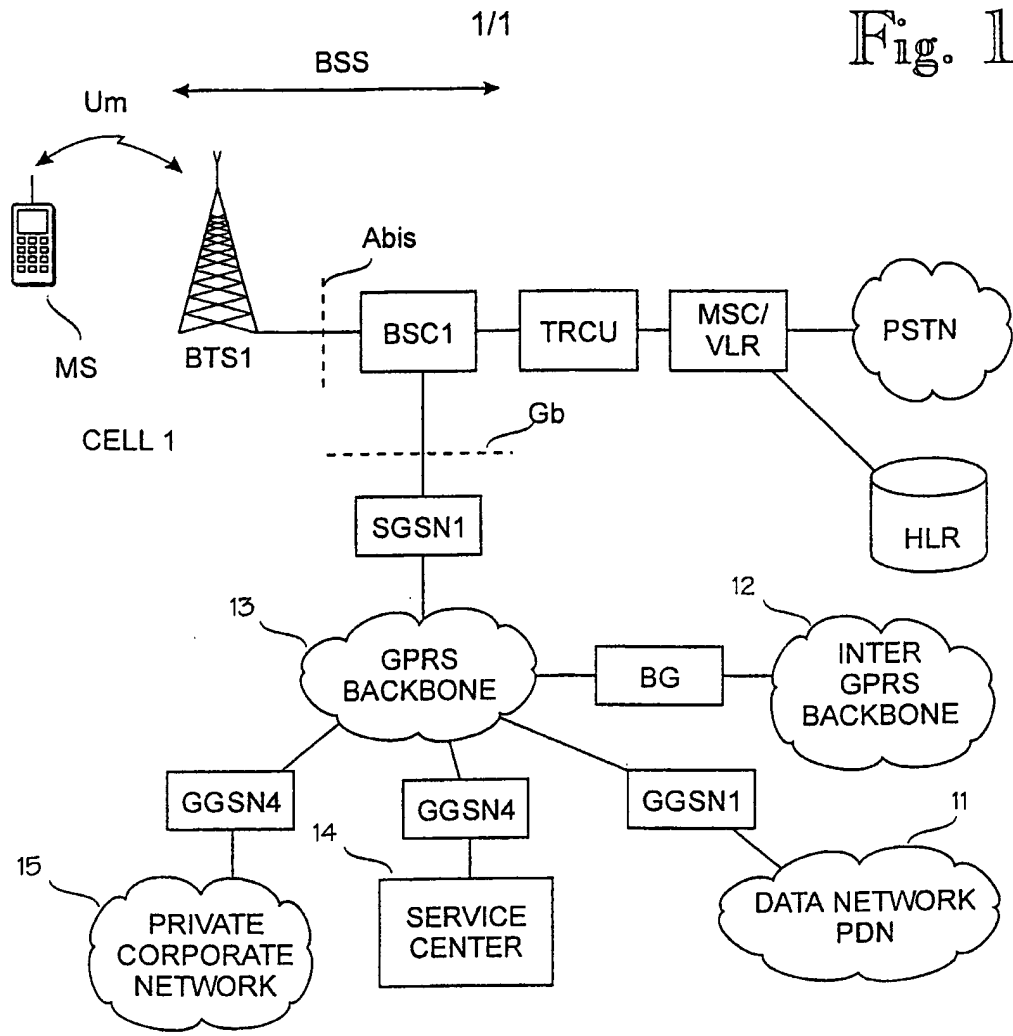 1/1
Fig. 1
BSS
Um
Abis
MS
BTS1
BSC1
TRCU
MSC/
VLR
PSTN
CELL 1
Gb
SGSN1
HLR
13
GPRS
BACKBONE
BG
12
INTER
GPRS
BACKBONE
GGSN4
GGSN4
GGSN1
15
PRIVATE
CORPORATE
NETWORK
14
SERVICE
CENTER
11
DATA NETWORK
PDN